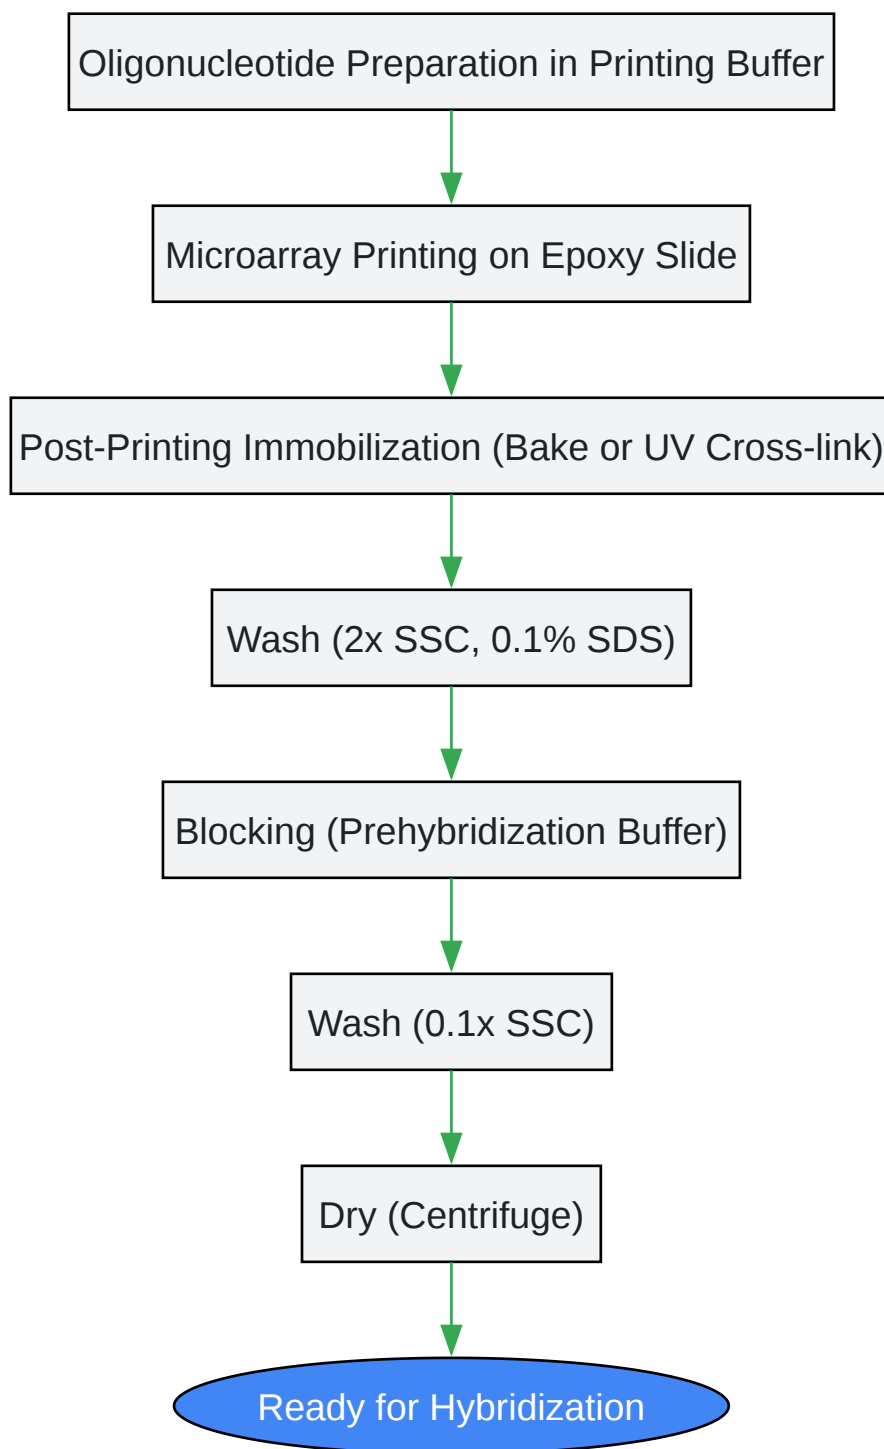 Oligonucleotide Preparation in Printing Buffer
Microarray Printing on Epoxy Slide
Post-Printing Immobilization (Bake or UV Cross-link)
Wash (2x SSC, 0.1% SDS)
Blocking (Prehybridization Buffer)
Wash (0.1x SSC)
Dry (Centrifuge)
Ready for Hybridization